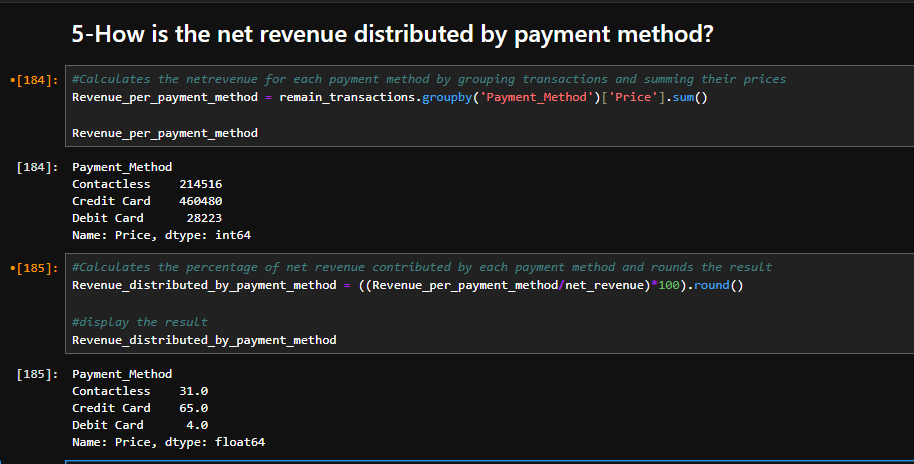 5-How is the net revenue distributed by payment method?
•[184]: #Calculates the netrevenue for each payment method by grouping transactions and summing their prices
Revenue_per_payment_method = remain_transactions.groupby('Payment_Method')['Price'].sum()
Revenue_per_payment_method
[184]: Payment_Method
Contactless 214516
Credit Card 460480
Debit Card 28223
Name: Price, dtype: int64
•[185]: #Calculates the percentage of net revenue contributed by each payment method and rounds the result
Revenue_distributed_by_payment_method = ((Revenue_per_payment_method/net_revenue)*100).round()
#display the result
Revenue_distributed_by_payment_method
[185]: Payment_Method
Contactless 31.0
Credit Card 65.0
Debit Card 4.0
Name: Price, dtype: float64